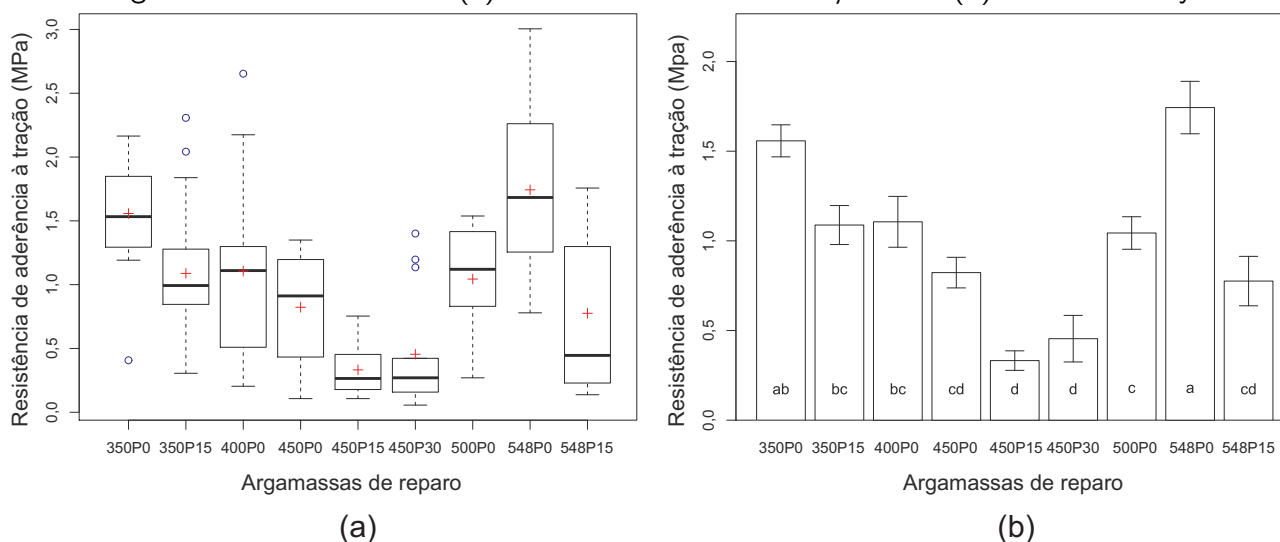 Resistência de aderência à tração (MPa)
3,0
2,5
2,0
1,5
1,0
0,5
0,0
350P0 350P15 400P0 450P0 450P15 450P30 500P0 548P0 548P15
Argamassas de reparo
(a)
Resistência de aderência à tração (Mpa)
2,0
1,5
1,0
0,5
0,0
ab bc bc cd d d c a cd
350P0 350P15 400P0 450P0 450P15 450P30 500P0 548P0 548P15
Argamassas de reparo
(b)